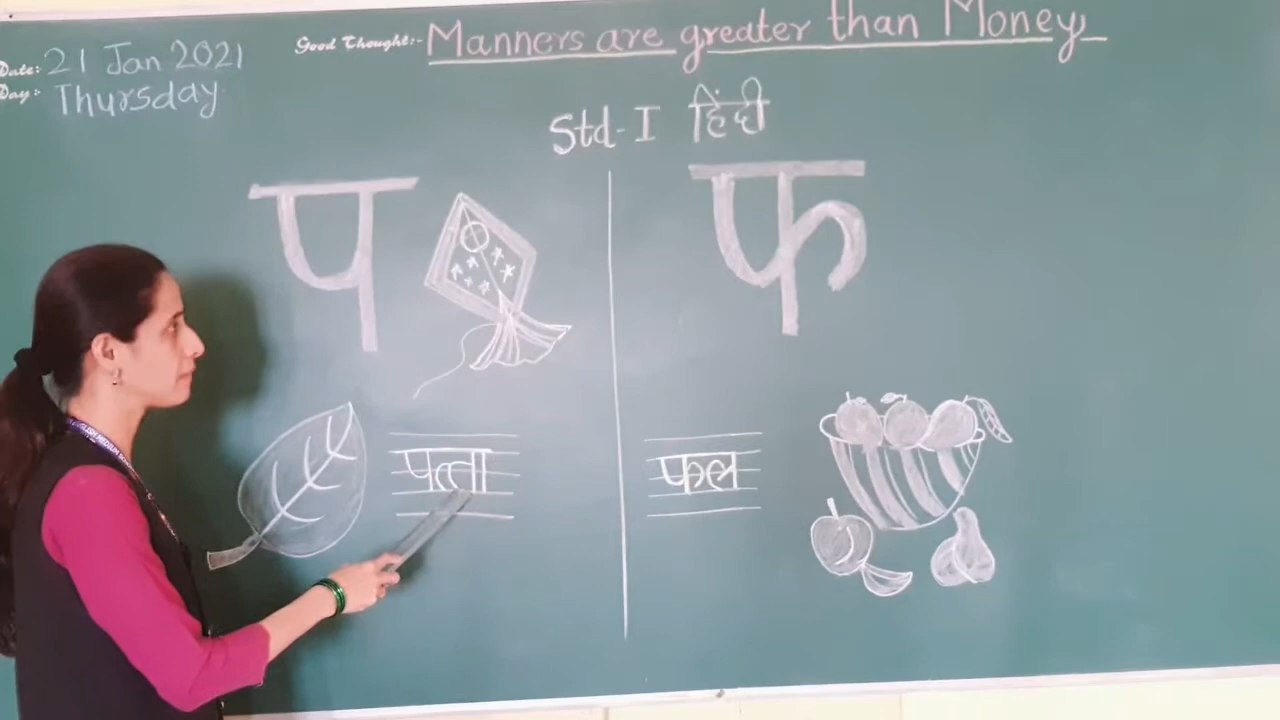 Good Thought:- Manners are greater than Money
Date: 21 Jan 2021
Day: Thursday
Std-I हिंदी
प
फ
पत्ता
फल